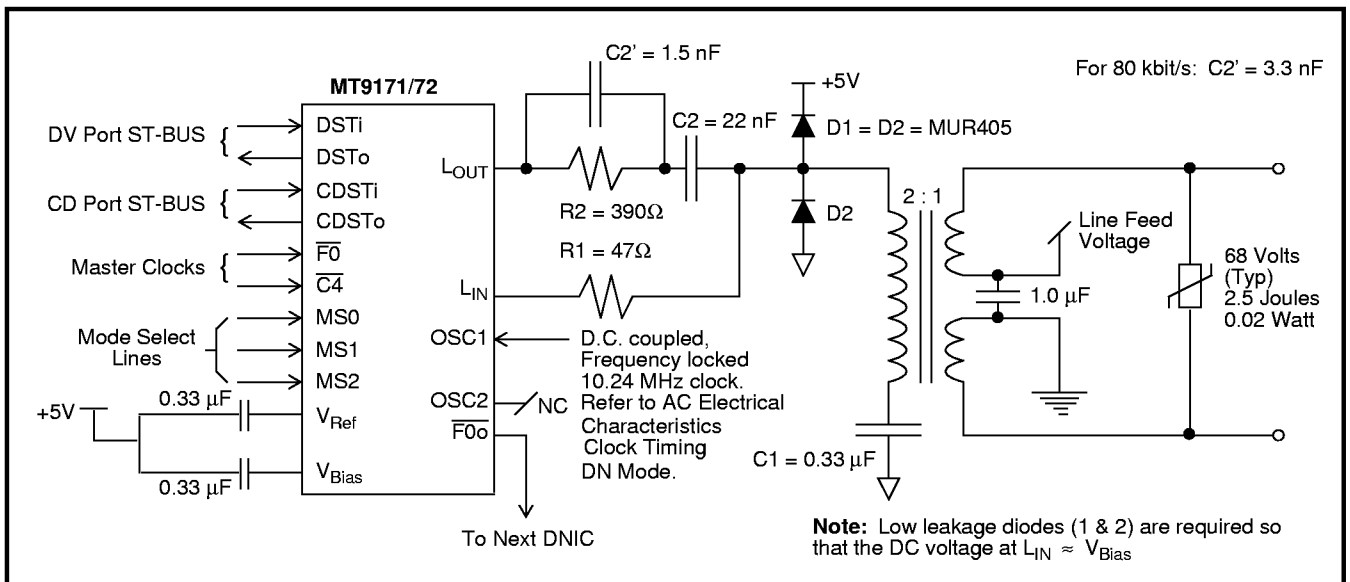 C2' = 1.5 nF
For 80 kbit/s: C2' = 3.3 nF
MT9171/72
+5V
DV Port ST-BUS {
DSTi
DSTo
C2 = 22 nF
D1 = D2 = MUR405
CD Port ST-BUS {
CDSTi
CDSTo
L_OUT
R2 = 390Ω
D2
2 : 1
Line Feed
Voltage
Master Clocks {
F̅0̅
C̅4̅
R1 = 47Ω
L_IN
1.0 µF
68 Volts
(Typ)
2.5 Joules
0.02 Watt
Mode Select
Lines
MS0
MS1
MS2
OSC1
D.C. coupled,
Frequency locked
10.24 MHz clock.
Refer to AC Electrical
Characteristics
Clock Timing
DN Mode.
OSC2
NC
F̅0̅o̅
+5V
0.33 µF
V_Ref
0.33 µF
V_Bias
C1 = 0.33 µF
To Next DNIC
Note: Low leakage diodes (1 & 2) are required so
that the DC voltage at L_IN ≈ V_Bias